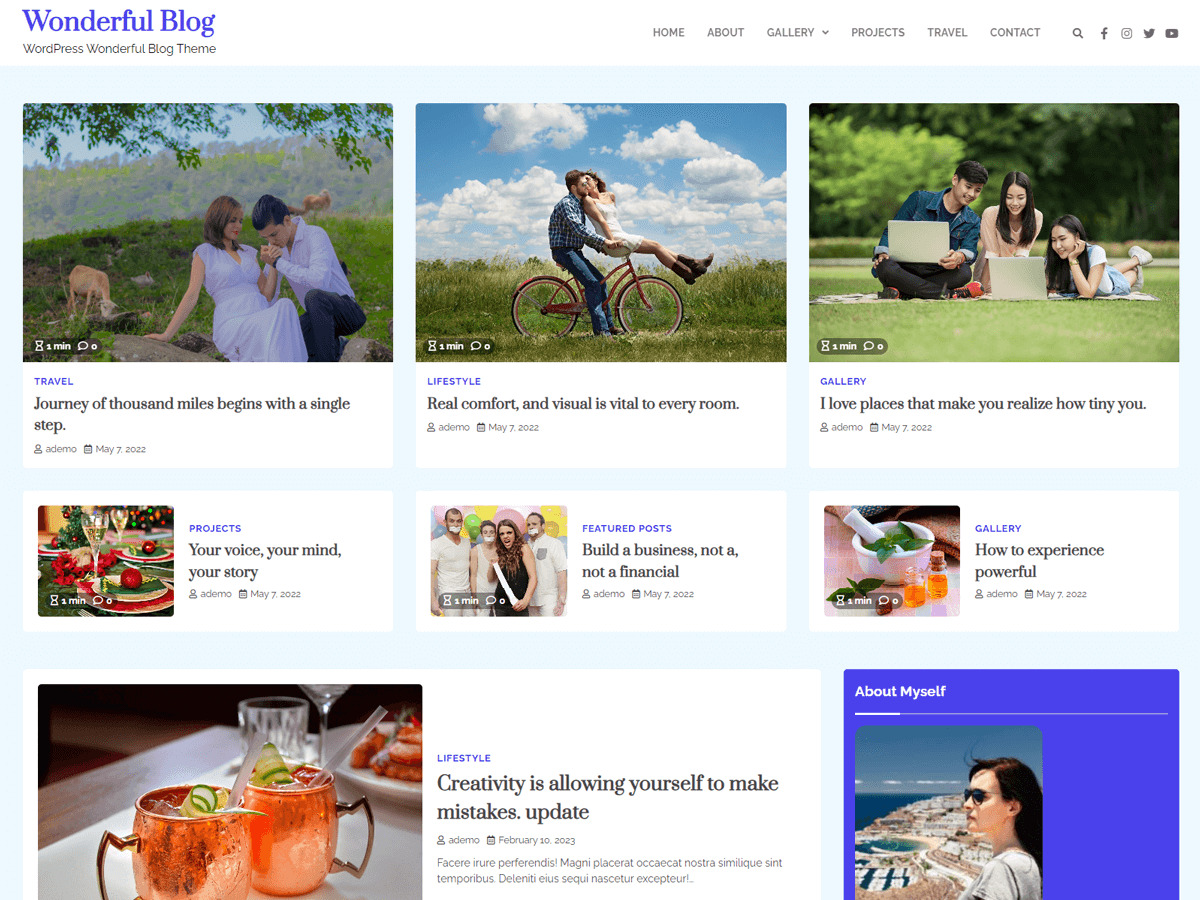 Wonderful Blog
WordPress Wonderful Blog Theme
HOME ABOUT GALLERY PROJECTS TRAVEL CONTACT
1 min 0
TRAVEL
Journey of thousand miles begins with a single
step.
ademo May 7, 2022
1 min 0
LIFESTYLE
Real comfort, and visual is vital to every room.
ademo May 7, 2022
1 min 0
GALLERY
I love places that make you realize how tiny you.
ademo May 7, 2022
1 min 0
PROJECTS
Your voice, your mind,
your story
ademo May 7, 2022
1 min 0
FEATURED POSTS
Build a business, not a,
not a financial
ademo May 7, 2022
1 min 0
GALLERY
How to experience
powerful
ademo May 7, 2022
LIFESTYLE
Creativity is allowing yourself to make
mistakes. update
ademo February 10, 2023
Facere irure perferendis! Magni placerat occaecat nostra similique sint
temporibus. Deleniti eius sequi nascetur excepteur!…
About Myself